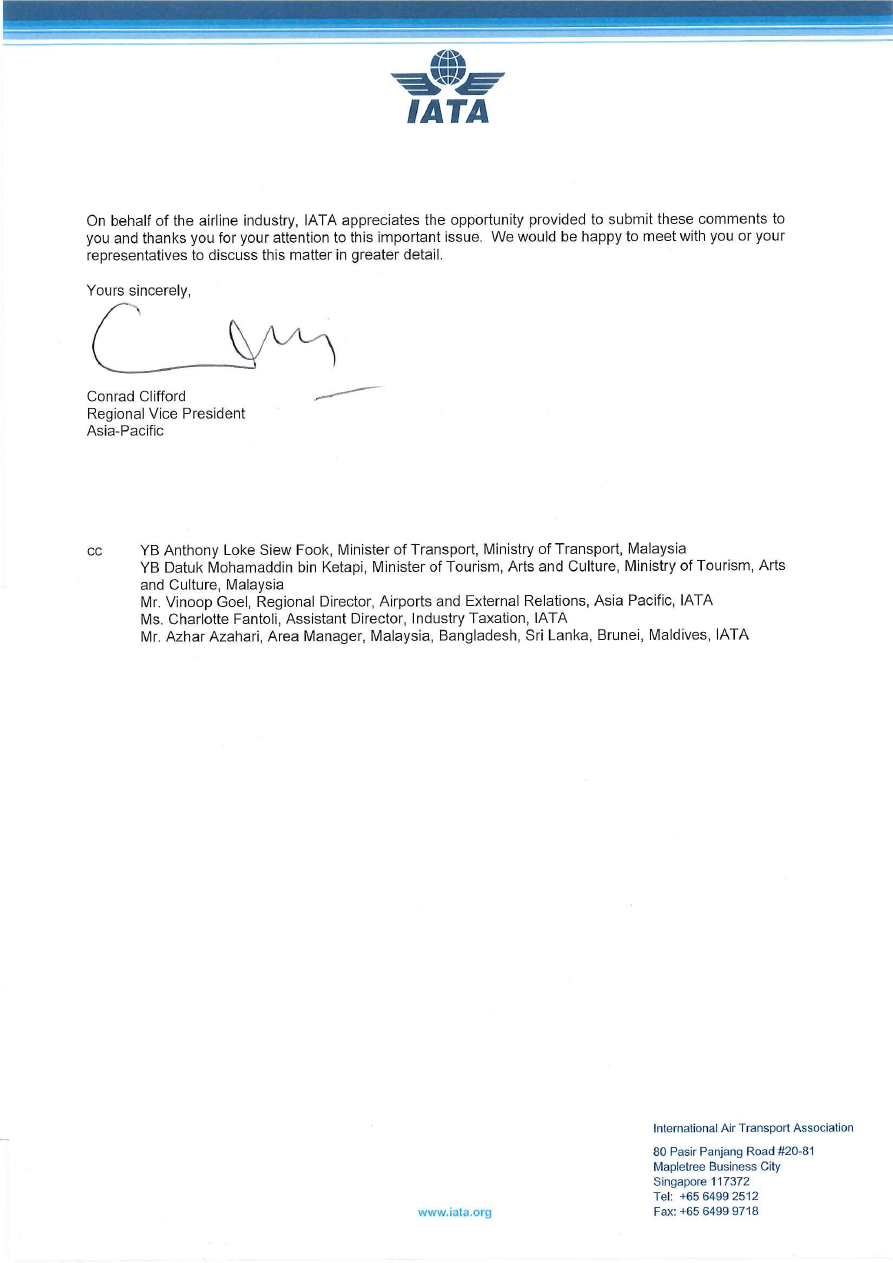 IATA
On behalf of the airline industry, IATA appreciates the opportunity provided to submit these comments to
you and thanks you for your attention to this important issue. We would be happy to meet with you or your
representatives to discuss this matter in greater detail.
Yours sincerely,
Conrad Clifford
Regional Vice President
Asia-Pacific
cc YB Anthony Loke Siew Fook, Minister of Transport, Ministry of Transport, Malaysia
YB Datuk Mohamaddin bin Ketapi, Minister of Tourism, Arts and Culture, Ministry of Tourism, Arts
and Culture, Malaysia
Mr. Vinoop Goel, Regional Director, Airports and External Relations, Asia Pacific, IATA
Ms. Charlotte Fantoli, Assistant Director, Industry Taxation, IATA
Mr. Azhar Azahari, Area Manager, Malaysia, Bangladesh, Sri Lanka, Brunei, Maldives, IATA
International Air Transport Association
80 Pasir Panjang Road #20-81
Mapletree Business City
Singapore 117372
Tel: +65 6499 2512
Fax: +65 6499 9718
www.iata.org